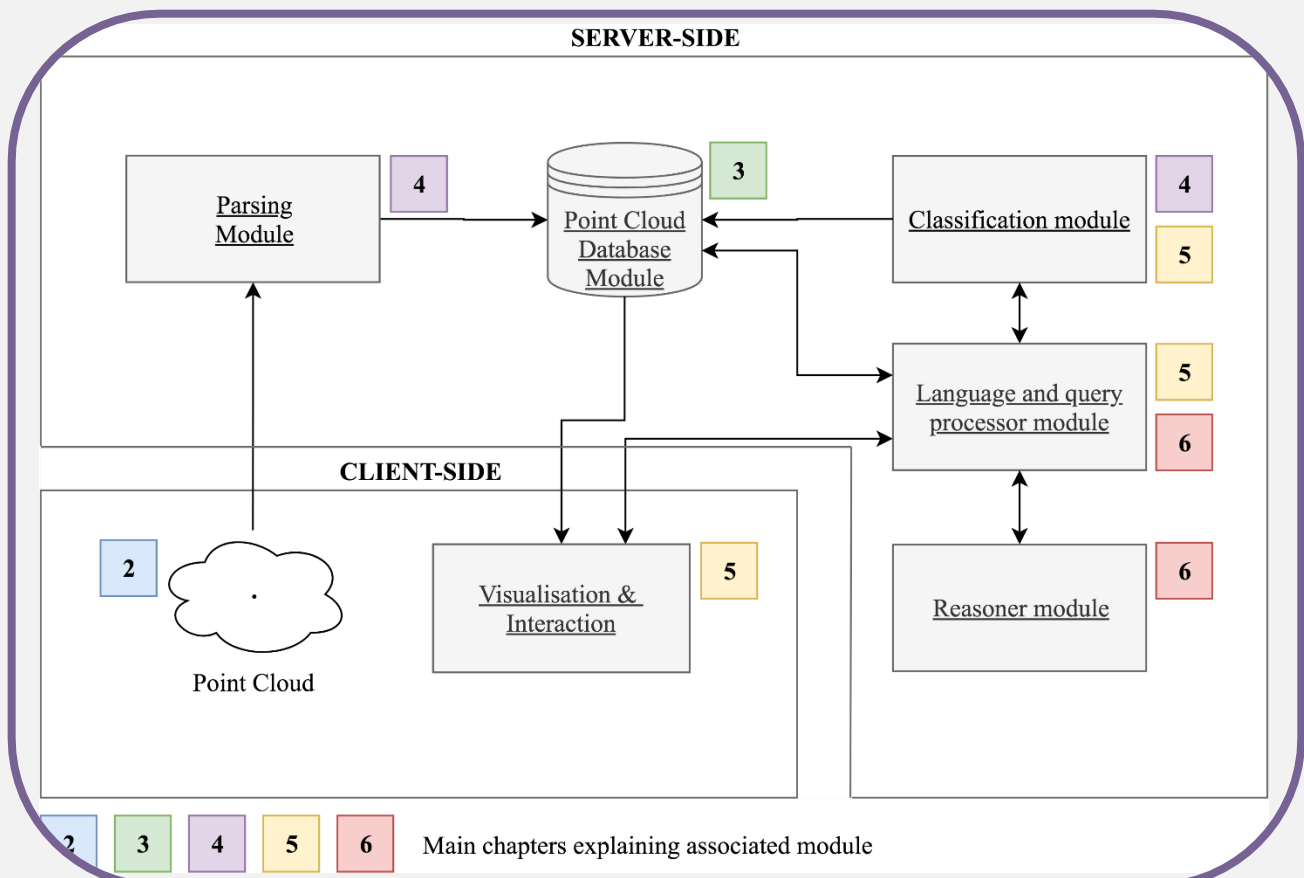 SERVER-SIDE
Parsing
Module
4
Point Cloud
Database
Module
3
Classification module
4
5
Language and query
processor module
5
6
CLIENT-SIDE
2
Point Cloud
Visualisation &
Interaction
5
Reasoner module
6
2
3
4
5
6
Main chapters explaining associated module